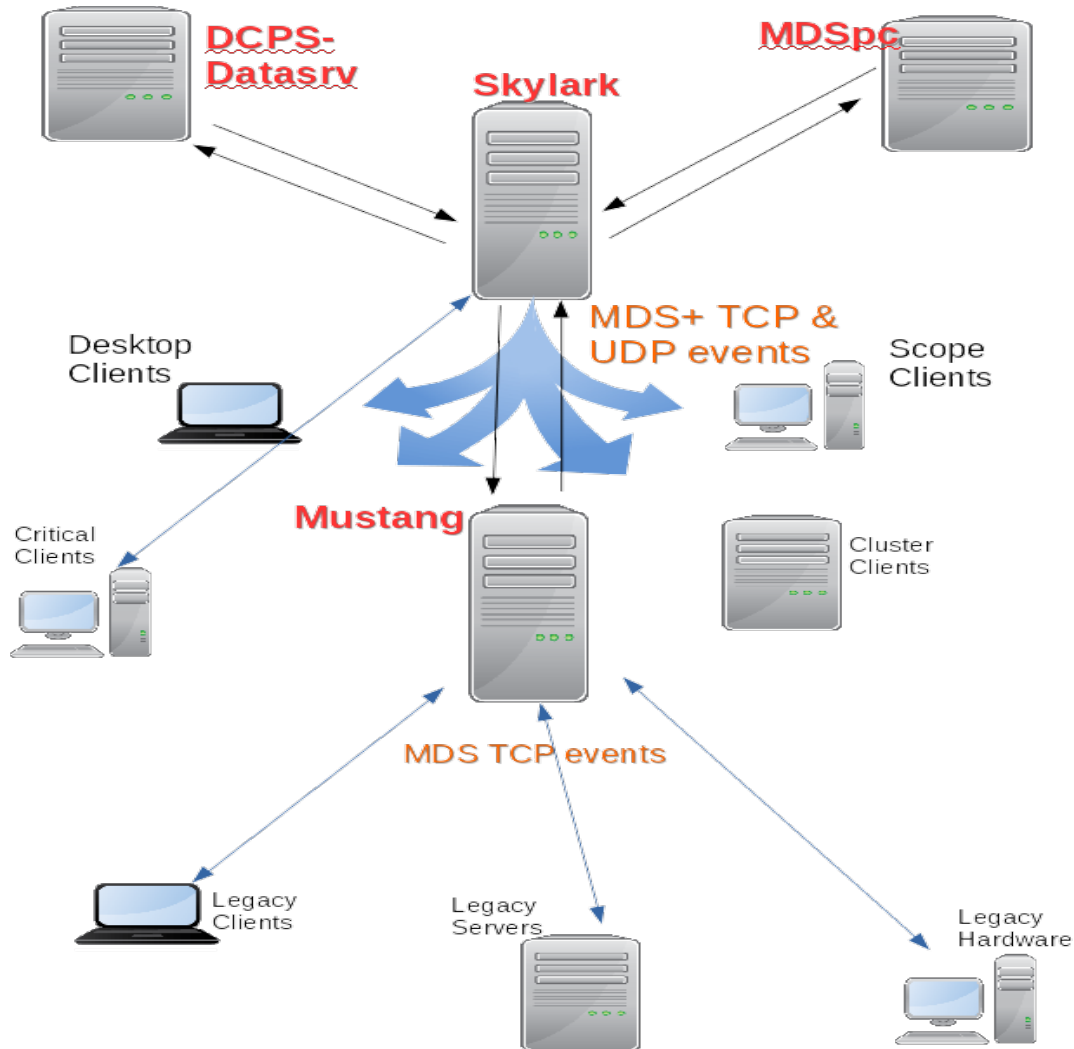 DCPS-
Datasrv
MDSpc
Skylark
MDS+ TCP &
UDP events
Desktop
Clients
Scope
Clients
Mustang
Critical
Clients
Cluster
Clients
MDS TCP events
Legacy
Clients
Legacy
Servers
Legacy
Hardware